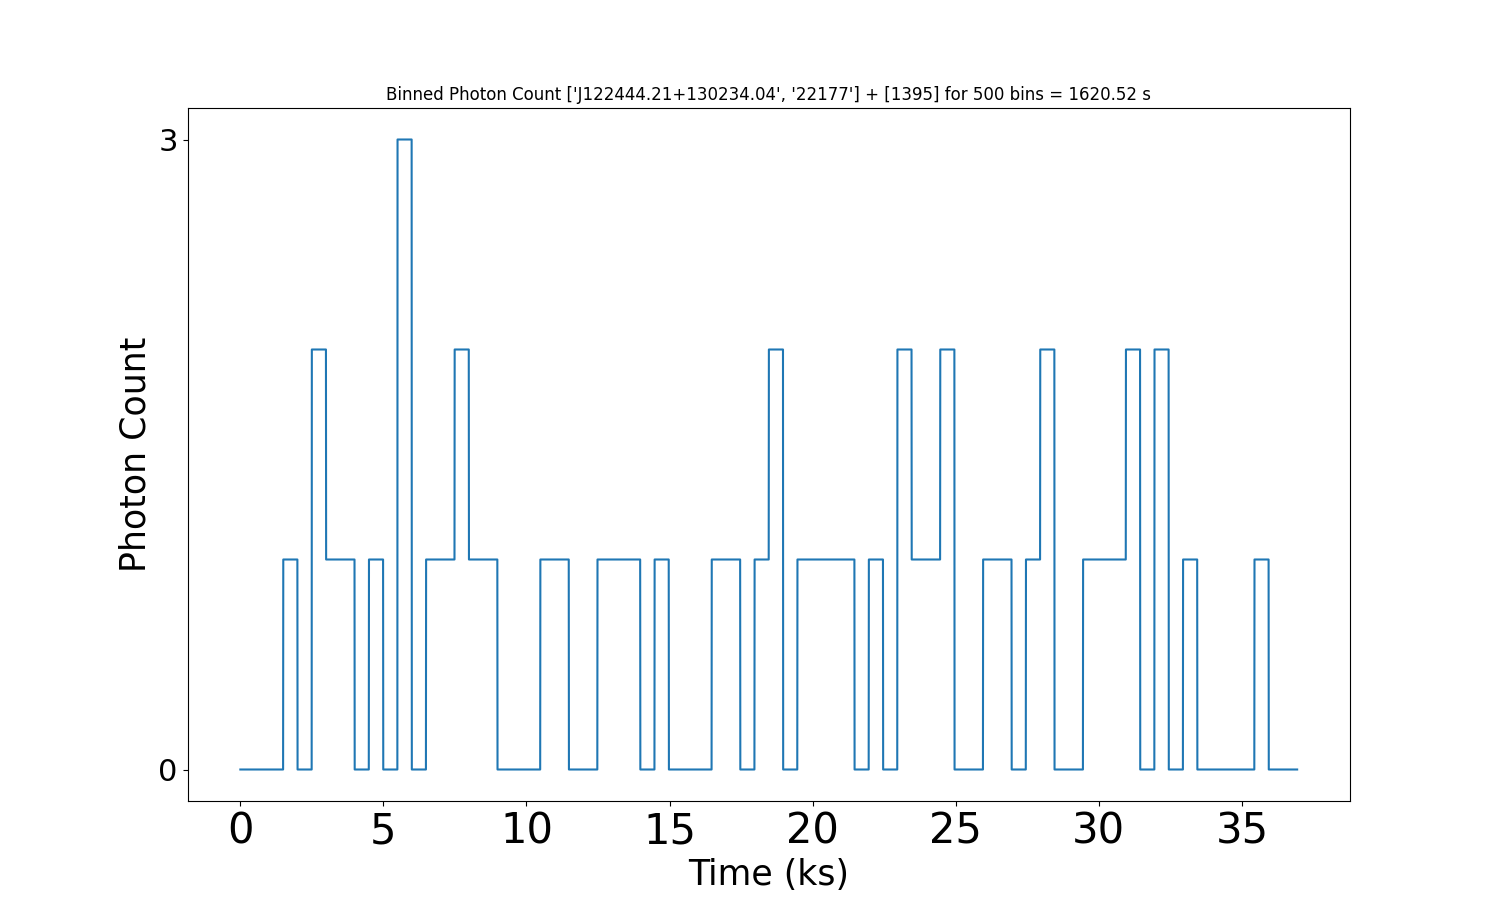 Binned Photon Count ['J122444.21+130234.04', '22177'] + [1395] for 500 bins = 1620.52 s
3
Photon Count
0
0 5 10 15 20 25 30 35
Time (ks)